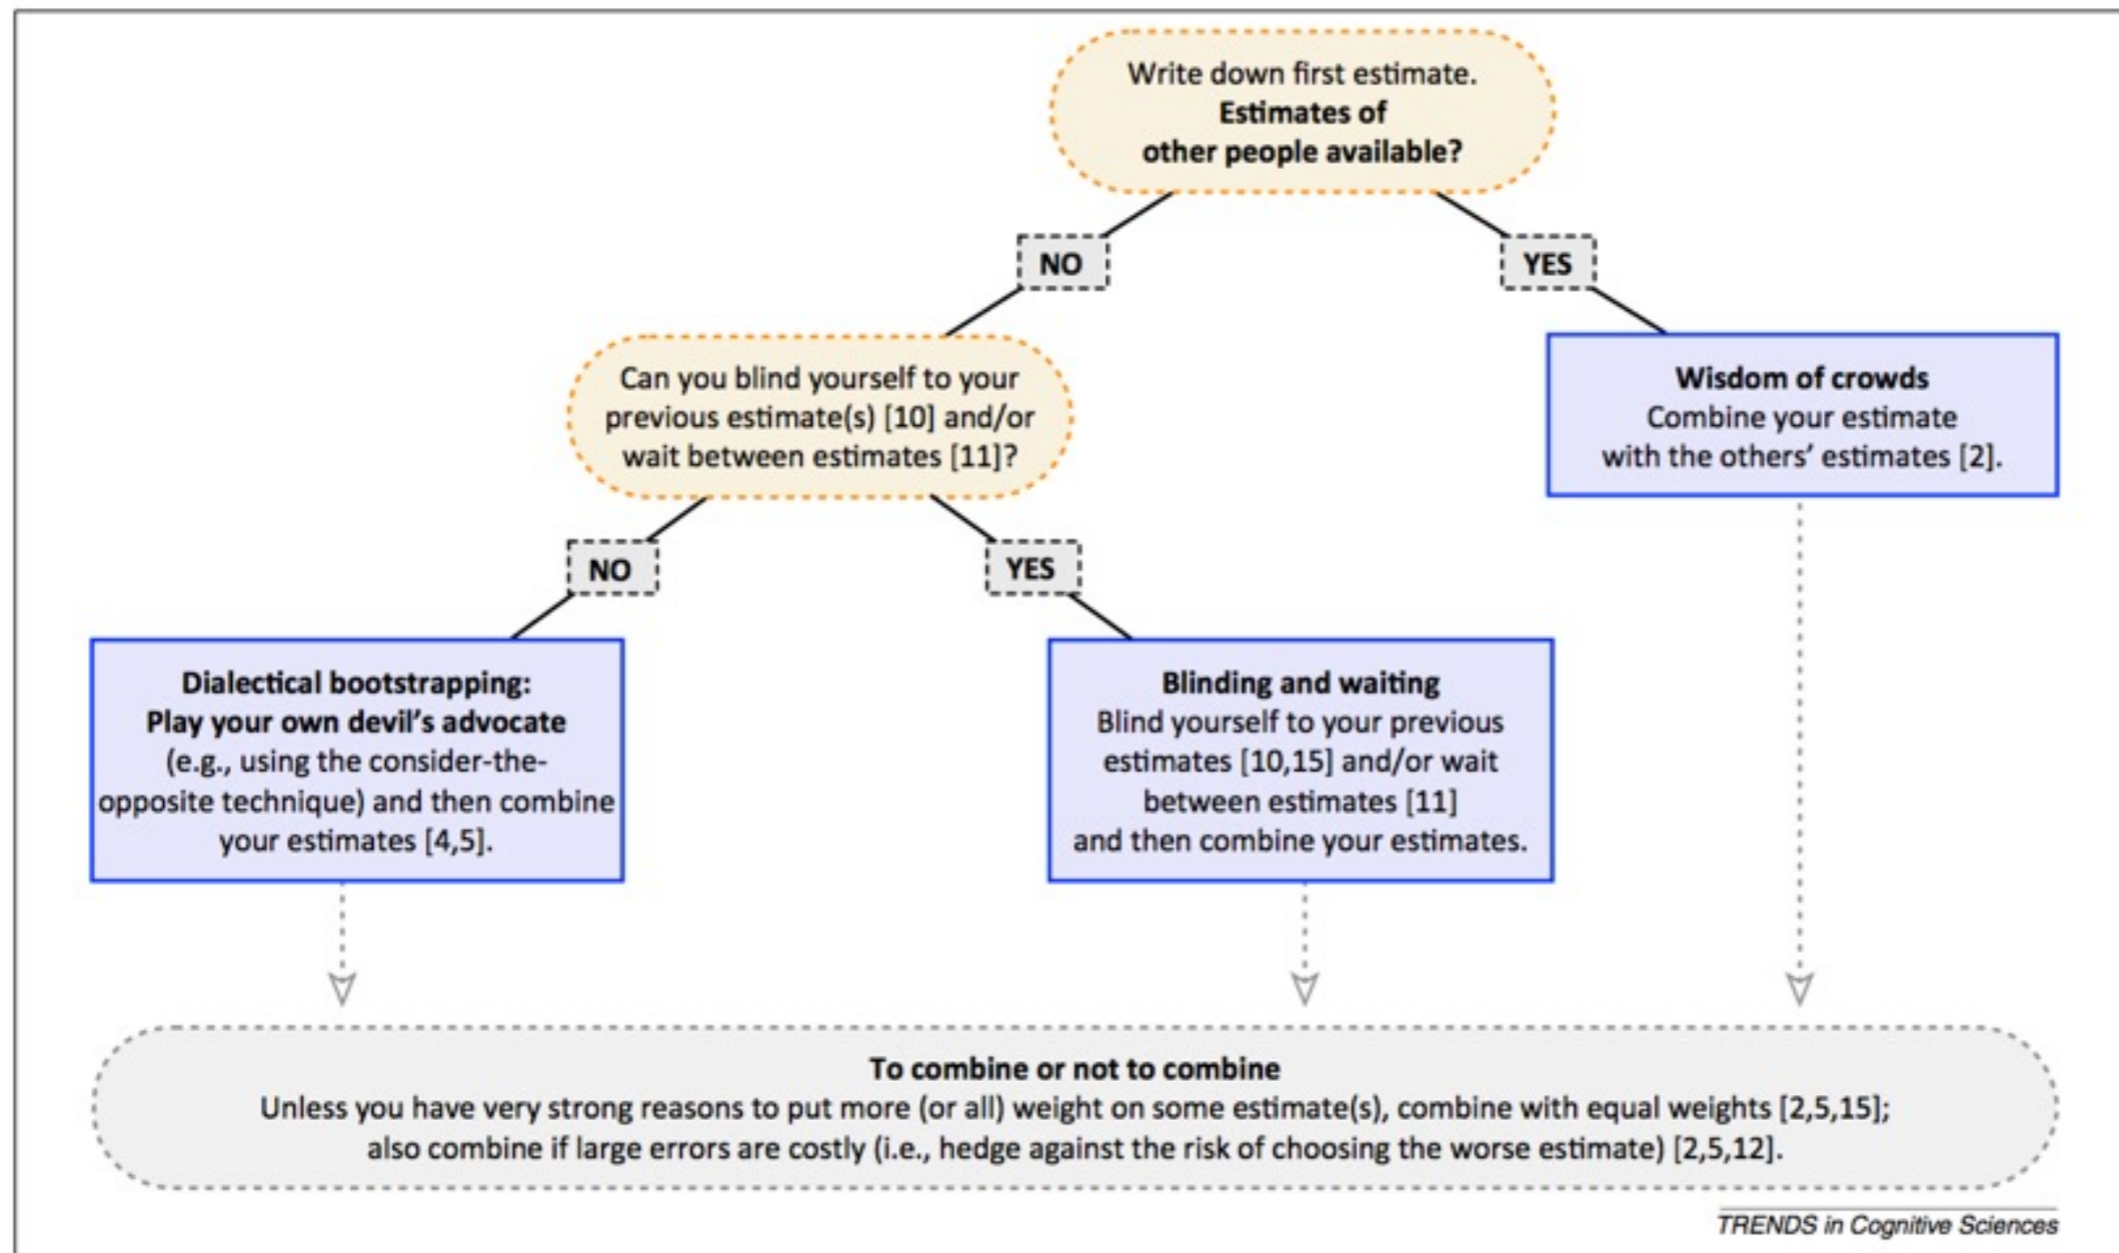 Write down first estimate.
Estimates of
other people available?
NO
YES
Can you blind yourself to your
previous estimate(s) [10] and/or
wait between estimates [11]?
Wisdom of crowds
Combine your estimate
with the others’ estimates [2].
NO
YES
Dialectical bootstrapping:
Play your own devil’s advocate
(e.g., using the consider-the-
opposite technique) and then combine
your estimates [4,5].
Blinding and waiting
Blind yourself to your previous
estimates [10,15] and/or wait
between estimates [11]
and then combine your estimates.
To combine or not to combine
Unless you have very strong reasons to put more (or all) weight on some estimate(s), combine with equal weights [2,5,15];
also combine if large errors are costly (i.e., hedge against the risk of choosing the worse estimate) [2,5,12].
TRENDS in Cognitive Sciences